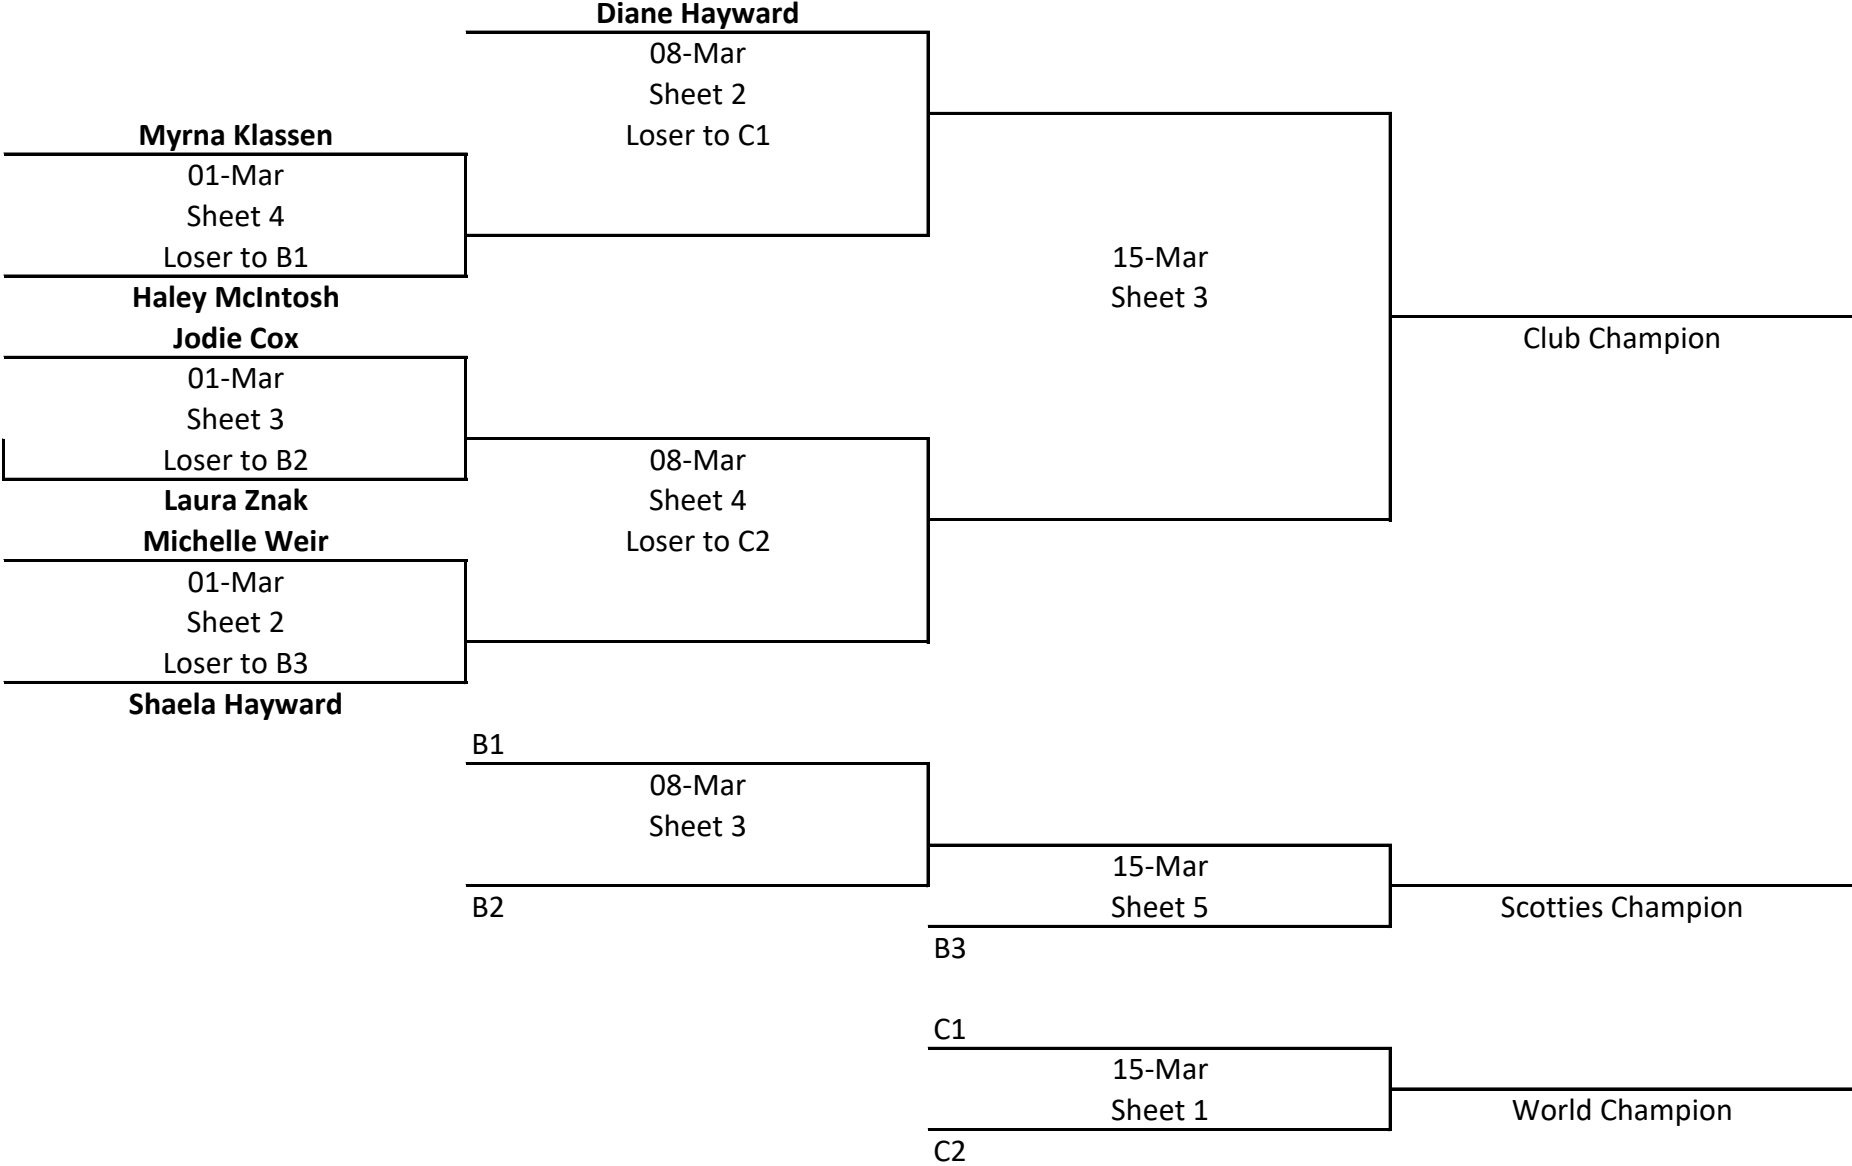 Diane Hayward
08-Mar
Sheet 2
Loser to C1
Myrna Klassen
01-Mar
Sheet 4
Loser to B1
Haley McIntosh
15-Mar
Sheet 3
Club Champion
Jodie Cox
01-Mar
Sheet 3
Loser to B2
Laura Znak
08-Mar
Sheet 4
Loser to C2
Michelle Weir
01-Mar
Sheet 2
Loser to B3
Shaela Hayward
B1
08-Mar
Sheet 3
B2
15-Mar
Sheet 5
B3
Scotties Champion
C1
15-Mar
Sheet 1
C2
World Champion